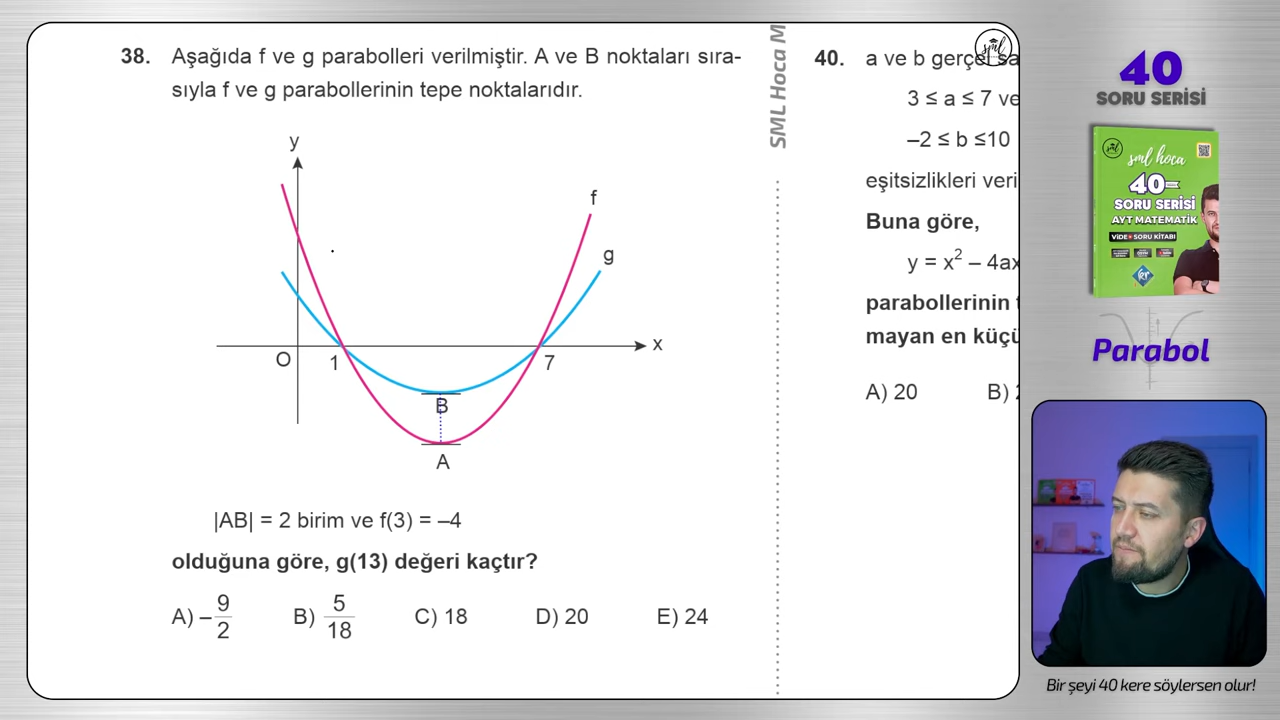 38. Aşağıda f ve g parabolleri verilmiştir. A ve B noktaları sıra-
sıyla f ve g parabollerinin tepe noktalarıdır.
y
f
g
x
O
1
7
B
A
|AB| = 2 birim ve f(3) = –4
olduğuna göre, g(13) değeri kaçtır?
A) –9/2 B) 5/18 C) 18 D) 20 E) 24
SML Hoca M
sml
40. a ve b gerçel sa
3 ≤ a ≤ 7 ve
–2 ≤ b ≤10
eşitsizlikleri veri
Buna göre,
y = x² – 4ax
parabollerinin
mayan en küçü
A) 20 B)
40
SORU SERİSİ
sml hoca
40
SORU SERİSİ
AYT MATEMATİK
VİDEO SORU KİTABI
Parabol
Bir şeyi 40 kere söylersen olur!